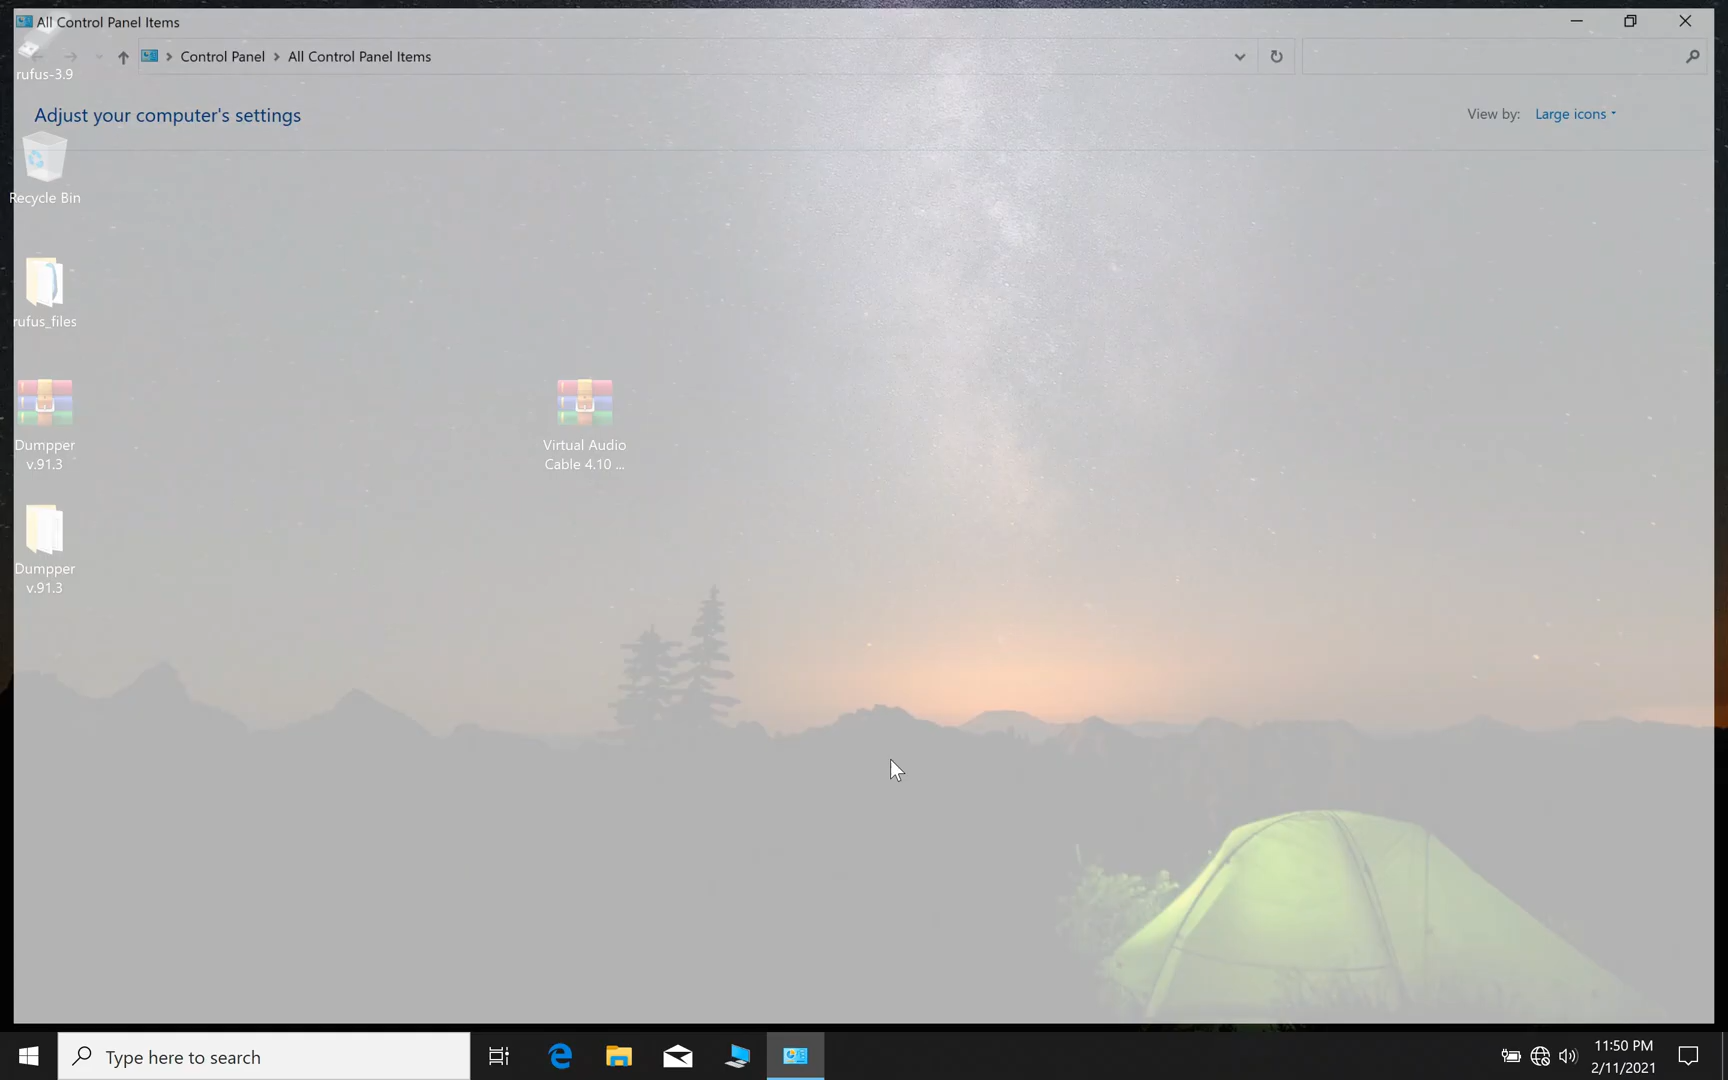 All Control Panel Items
Control Panel > All Control Panel Items
Adjust your computer's settings
View by: Large icons
rufus-3.9
Recycle Bin
rufus_files
Dumpper
v.91.3
Virtual Audio
Cable 4.10 ...
Dumpper
v.91.3
Type here to search
11:50 PM
2/11/2021